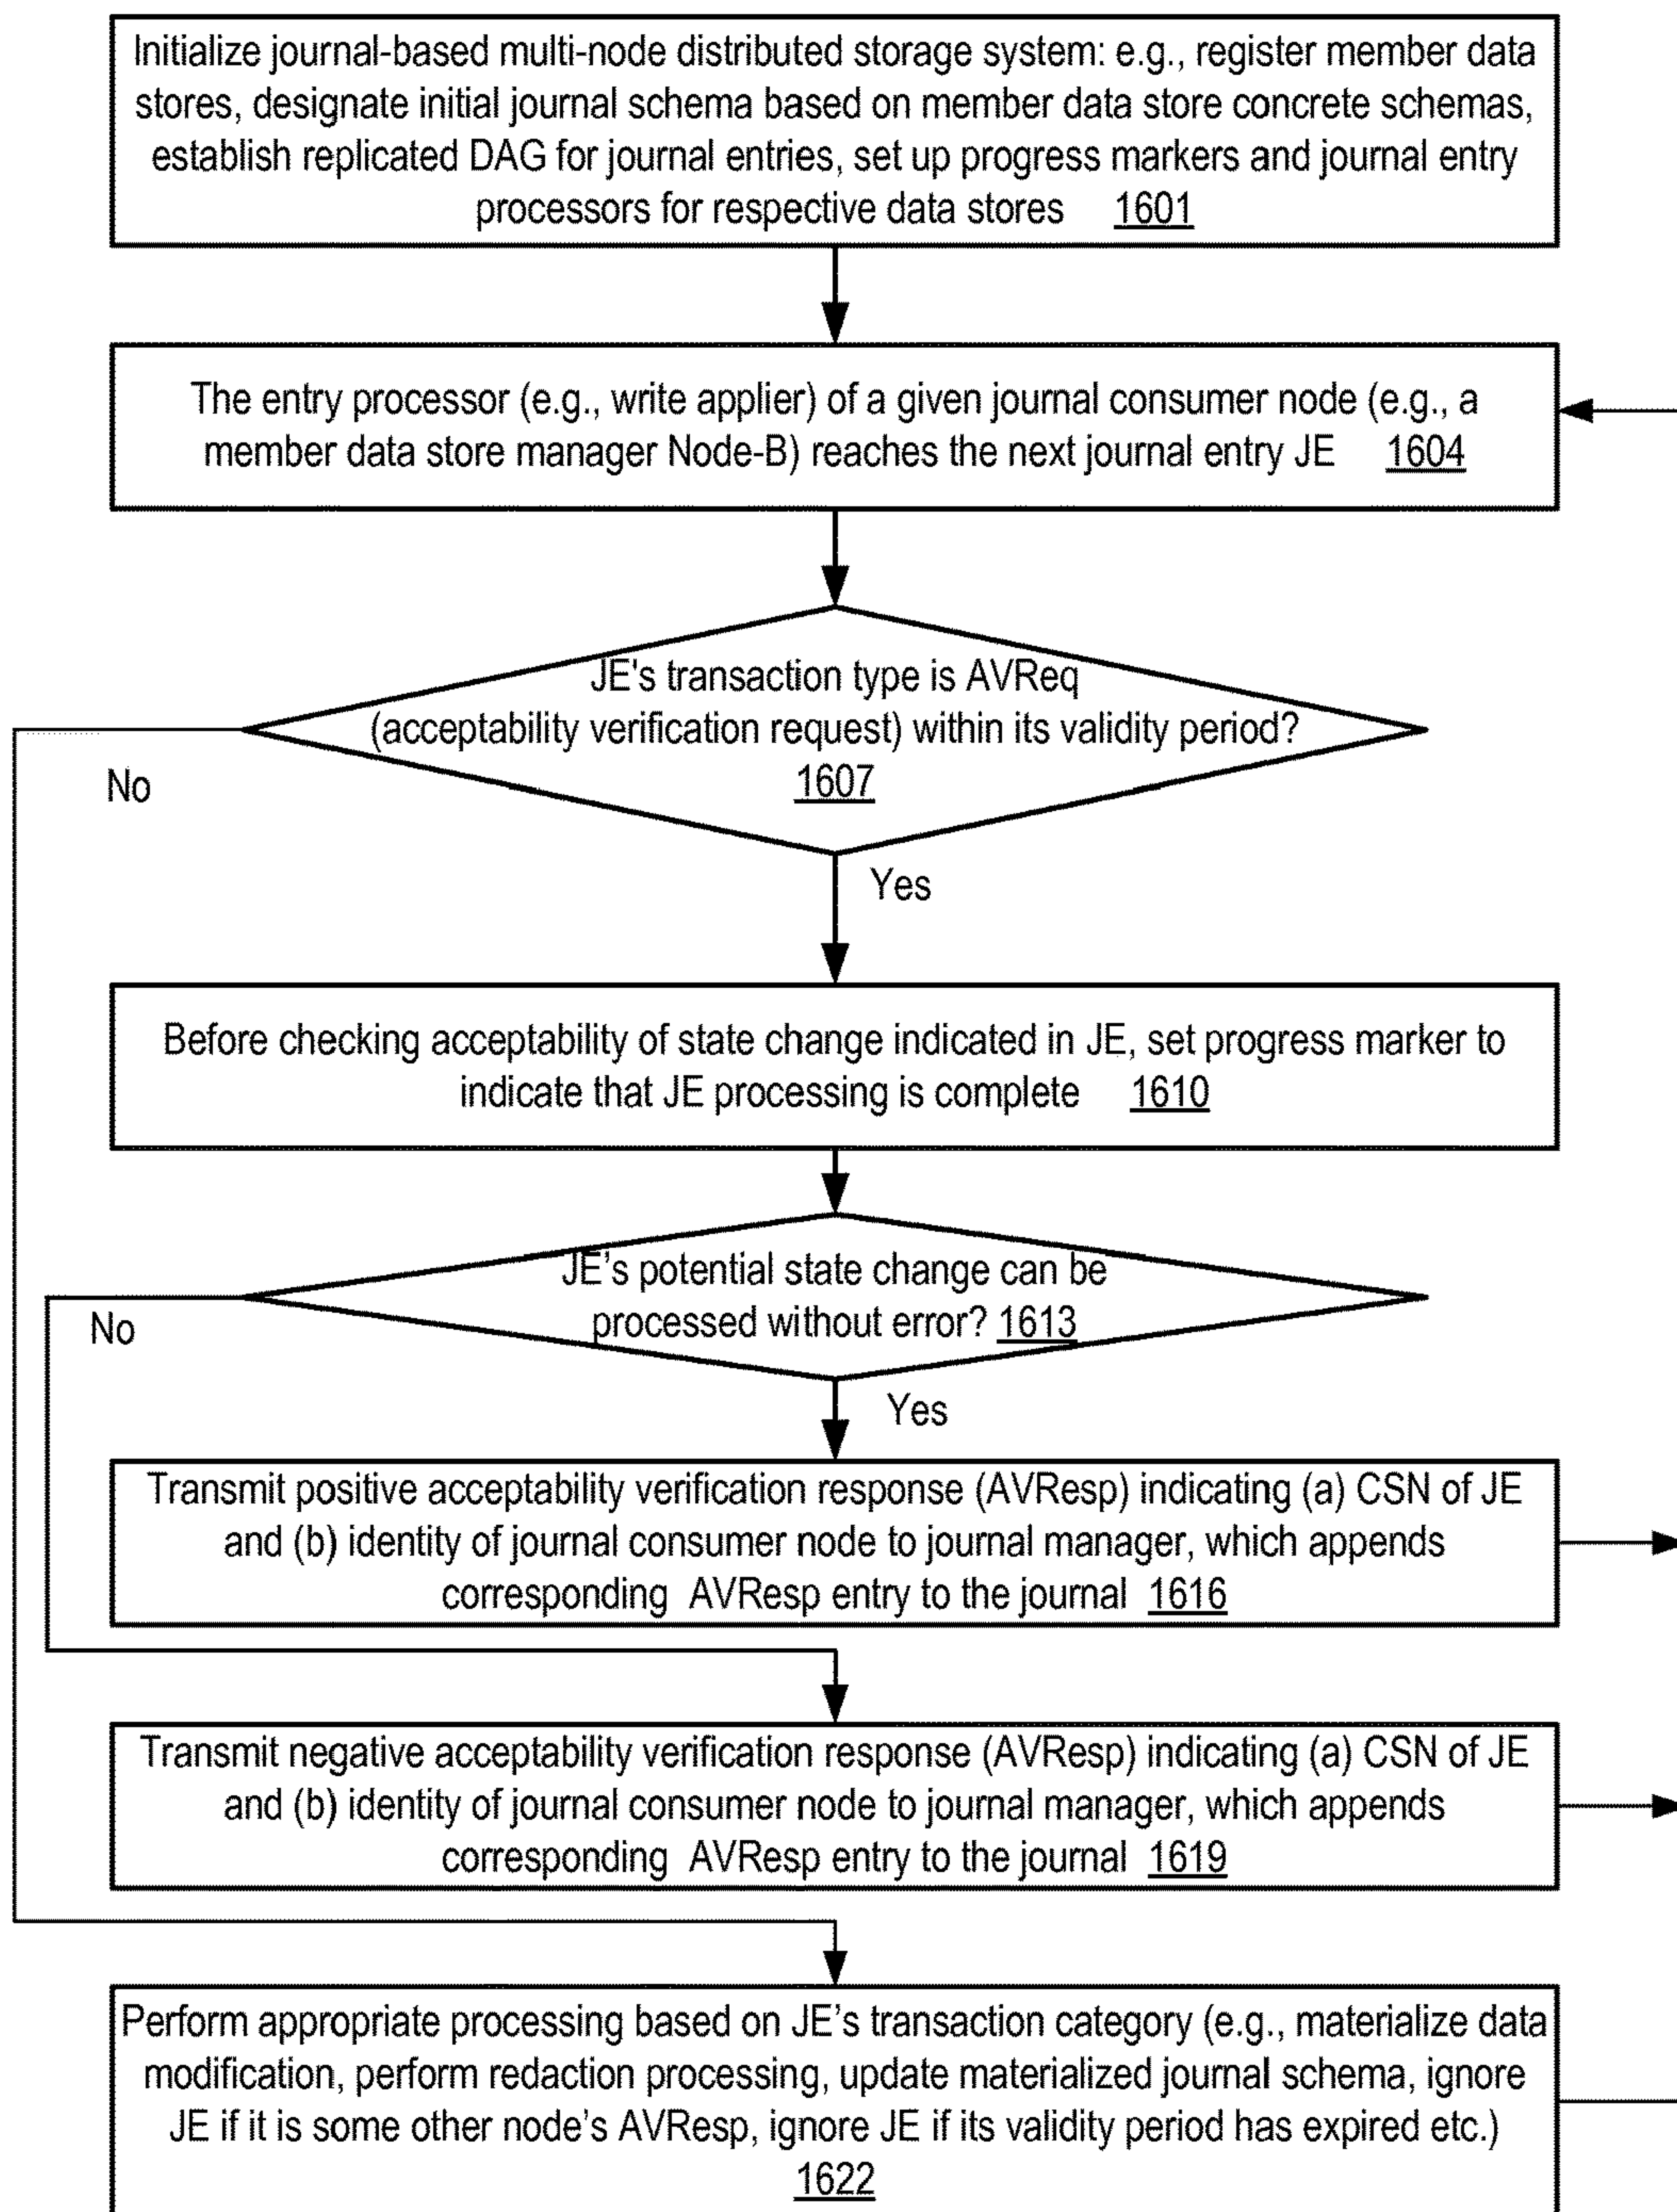 Initialize journal-based multi-node distributed storage system: e.g., register member data
stores, designate initial journal schema based on member data store concrete schemas,
establish replicated DAG for journal entries, set up progress markers and journal entry
processors for respective data stores 1601
The entry processor (e.g., write applier) of a given journal consumer node (e.g., a
member data store manager Node-B) reaches the next journal entry JE 1604
JE's transaction type is AVReq
(acceptability verification request) within its validity period?
1607
No
Yes
Before checking acceptability of state change indicated in JE, set progress marker to
indicate that JE processing is complete 1610
JE’s potential state change can be
processed without error? 1613
No
Yes
Transmit positive acceptability verification response (AVResp) indicating (a) CSN of JE
and (b) identity of journal consumer node to journal manager, which appends
corresponding AVResp entry to the journal 1616
Transmit negative acceptability verification response (AVResp) indicating (a) CSN of JE
and (b) identity of journal consumer node to journal manager, which appends
corresponding AVResp entry to the journal 1619
Perform appropriate processing based on JE’s transaction category (e.g., materialize data
modification, perform redaction processing, update materialized journal schema, ignore
JE if it is some other node’s AVResp, ignore JE if its validity period has expired etc.)
1622